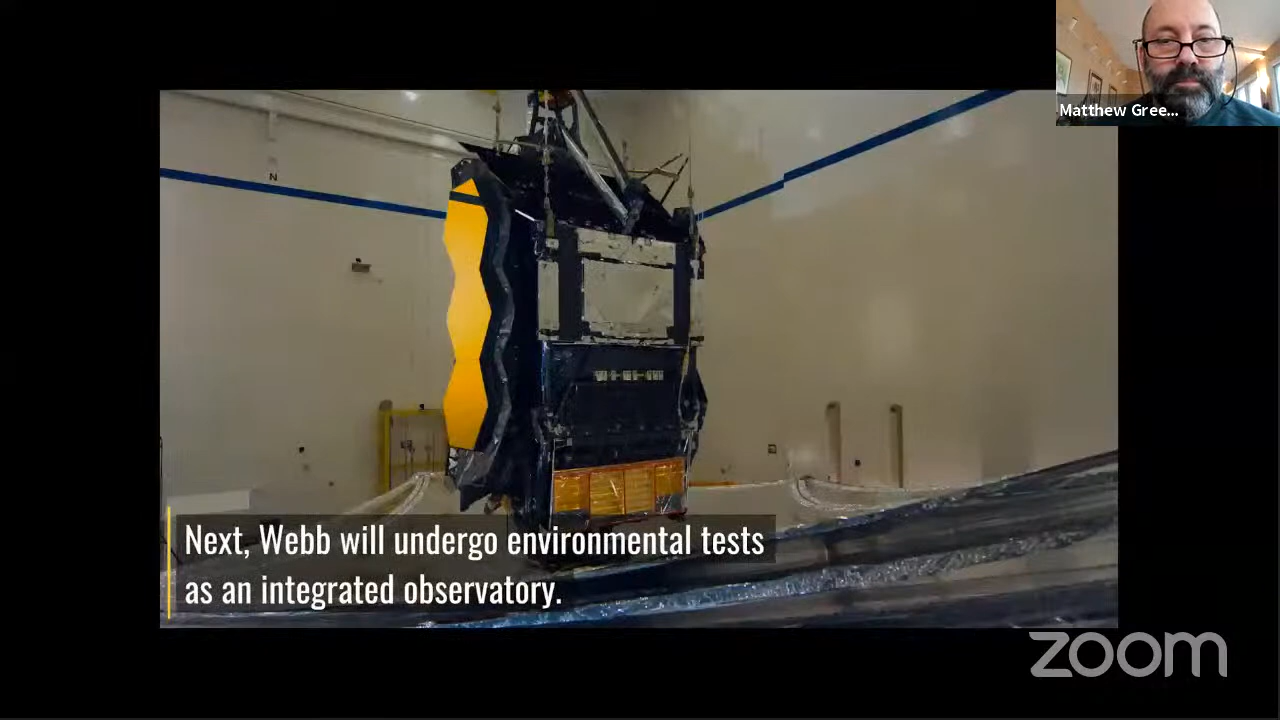 Matthew Gree...
N
Next, Webb will undergo environmental tests
as an integrated observatory.
zoom